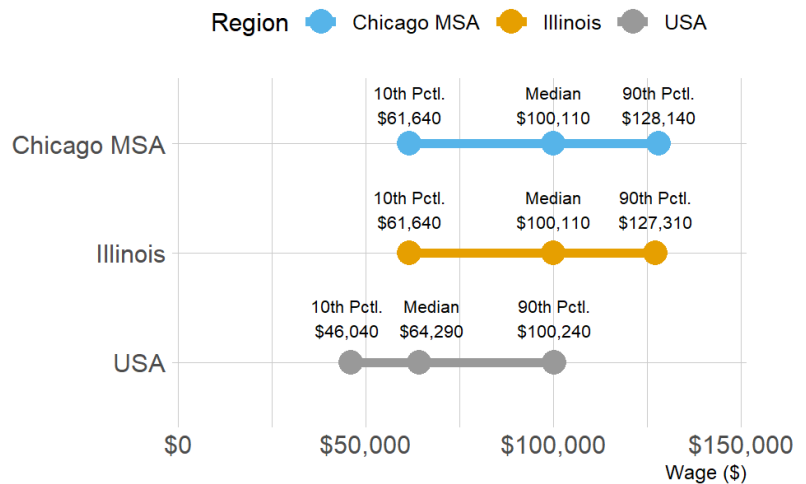 Region Chicago MSA Illinois USA
10th Pctl. Median 90th Pctl.
$61,640 $100,110 $128,140
Chicago MSA
10th Pctl. Median 90th Pctl.
$61,640 $100,110 $127,310
Illinois
10th Pctl. Median 90th Pctl.
$46,040 $64,290 $100,240
USA
$0 $50,000 $100,000 $150,000
Wage ($)